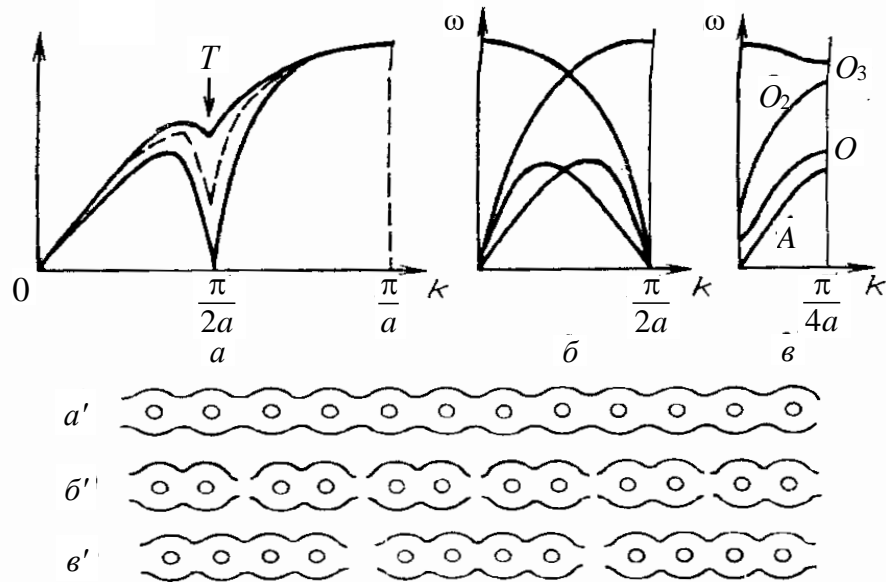 T
ω
ω
O₃
O₂
O
A
0
π/2a
π/a
k
π/2a
k
π/4a
k
а
б
в
а′
б′
в′